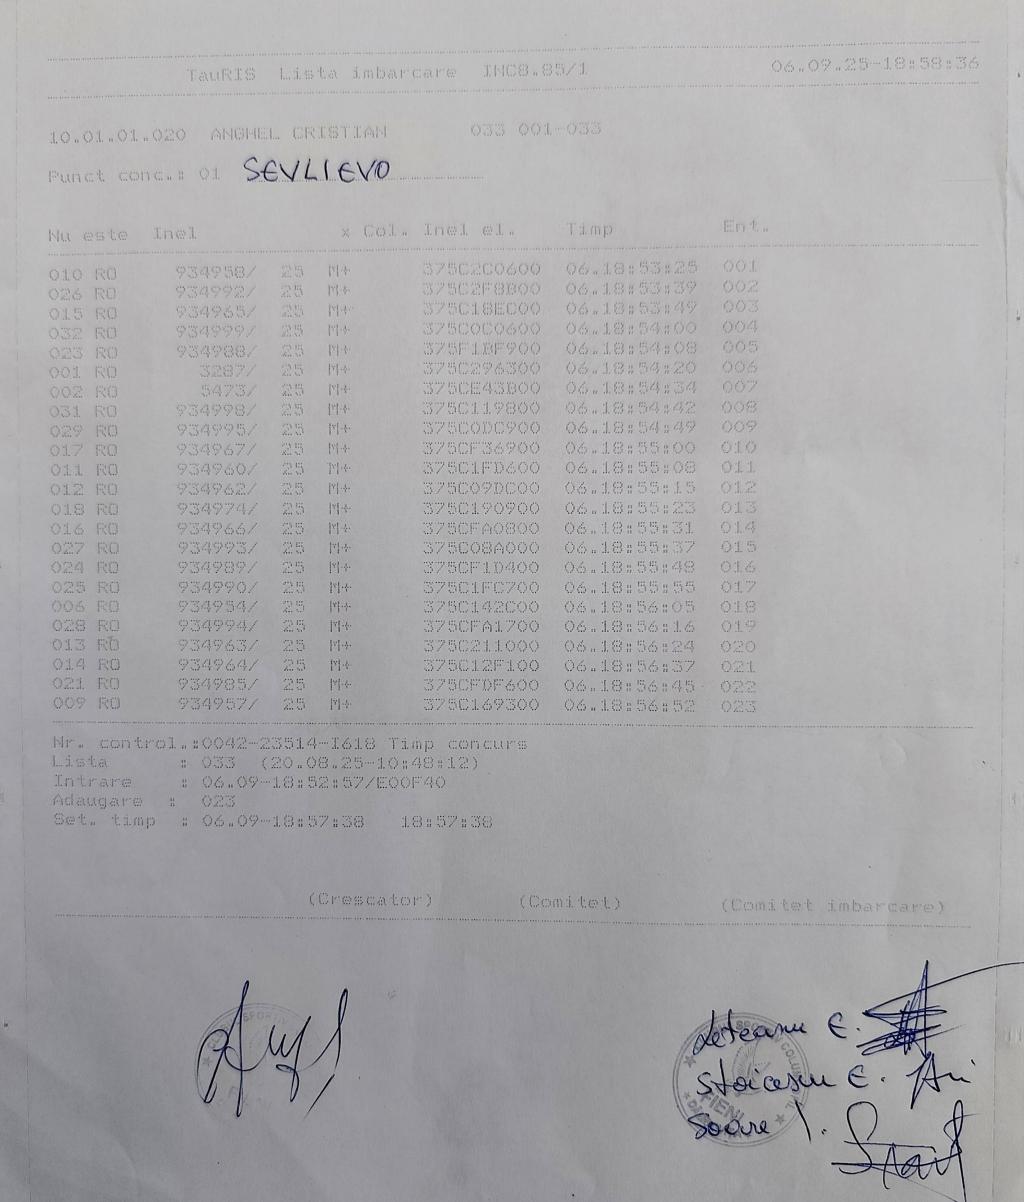 TauRIS Lista imbarcare INC8.85/1 06.09.25-18:58:36
10.01.01.020 ANGHEL CRISTIAN 033 001-033
Punct conc.: 01 SEVLIEVO
Nu este Inel x Col. Inel el. Timp Ent.
010 RO 934958/ 25 M+ 375C2C0600 06.18:53:25 001
026 RO 934992/ 25 M+ 375C2F8B00 06.18:53:39 002
015 RO 934965/ 25 M+ 375C18EC00 06.18:53:49 003
032 RO 934999/ 25 M+ 375C0C0600 06.18:54:00 004
023 RO 934988/ 25 M+ 375F1BF900 06.18:54:08 005
001 RO 3287/ 25 M+ 375C296300 06.18:54:20 006
002 RO 5473/ 25 M+ 375CE43B00 06.18:54:34 007
031 RO 934998/ 25 M+ 375C119800 06.18:54:42 008
029 RO 934995/ 25 M+ 375C0DC900 06.18:54:49 009
017 RO 934967/ 25 M+ 375CF36900 06.18:55:00 010
011 RO 934960/ 25 M+ 375C1FD600 06.18:55:08 011
012 RO 934962/ 25 M+ 375C09DC00 06.18:55:15 012
018 RO 934974/ 25 M+ 375C190900 06.18:55:23 013
016 RO 934966/ 25 M+ 375CFA0800 06.18:55:31 014
027 RO 934993/ 25 M+ 375C08A000 06.18:55:37 015
024 RO 934989/ 25 M+ 375CF1D400 06.18:55:48 016
025 RO 934990/ 25 M+ 375C1FC700 06.18:55:55 017
006 RO 934954/ 25 M+ 375C142C00 06.18:56:05 018
028 RO 934994/ 25 M+ 375CFA1700 06.18:56:16 019
013 RO 934963/ 25 M+ 375C211000 06.18:56:24 020
014 RO 934964/ 25 M+ 375C12F100 06.18:56:37 021
021 RO 934985/ 25 M+ 375CFDF600 06.18:56:45 022
009 RO 934957/ 25 M+ 375C169300 06.18:56:52 023
Nr. control.:0042-23514-I618 Timp concurs
Lista : 033 (20.08.25-10:48:12)
Intrare : 06.09-18:52:57/E00F40
Adaugare : 023
Set. timp : 06.09-18:57:38 18:57:38
(Crescator) (Comitet) (Comitet imbarcare)
Leteanu E.
Stoicescu E.
Soare I.
FIENI